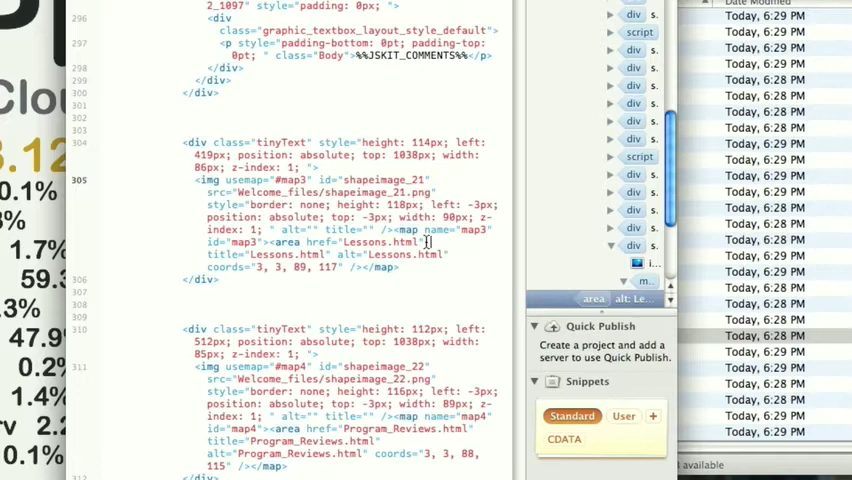 Clou
3.12
0.1%
%
1.7%
59.3
.3%
47.9
0.2%
1.4%
rv 2.2
0.1%
2_1097" style="padding: 0px; ">
296 <div
class="graphic_textbox_layout_style_default">
297 <p style="padding-bottom: 0pt; padding-top:
0pt; " class="Body">%%JSKIT_COMMENTS%%</p>
298 </div>
299 </div>
300 </div>
301
302
303
304 <div class="tinyText" style="height: 114px; left:
419px; position: absolute; top: 1038px; width:
86px; z-index: 1; ">
305 <img usemap="#map3" id="shapeimage_21"
src="Welcome_files/shapeimage_21.png"
style="border: none; height: 118px; left: -3px;
position: absolute; top: -3px; width: 90px; z-
index: 1; " alt="" title="" /><map name="map3"
id="map3"><area href="Lessons.html"
title="Lessons.html" alt="Lessons.html"
coords="3, 3, 89, 117" /></map>
306 </div>
307
308
309
310 <div class="tinyText" style="height: 112px; left:
512px; position: absolute; top: 1038px; width:
85px; z-index: 1; ">
311 <img usemap="#map4" id="shapeimage_22"
src="Welcome_files/shapeimage_22.png"
style="border: none; height: 116px; left: -3px;
position: absolute; top: -3px; width: 89px; z-
index: 1; " alt="" title="" /><map name="map4"
id="map4"><area href="Program_Reviews.html"
title="Program_Reviews.html"
alt="Program_Reviews.html" coords="3, 3, 88,
115" /></map>
312 </div>
div s.
script
div s.
div s.
div s.
div s.
div s.
div s.
script
div s.
div s.
div s.
div s.
div s.
i...
m..
area alt: Le...
Quick Publish
Create a project and add a
server to use Quick Publish.
Snippets
Standard User +
CDATA
Date Modified
Today, 6:29 PM
Today, 6:29 PM
Today, 6:29 PM
Today, 6:29 PM
Today, 6:28 PM
Today, 6:28 PM
Today, 6:28 PM
Today, 6:28 PM
Today, 6:28 PM
Today, 6:29 PM
Today, 6:28 PM
Today, 6:28 PM
Today, 6:29 PM
Today, 6:28 PM
Today, 6:28 PM
Today, 6:29 PM
Today, 6:28 PM
Today, 6:29 PM
Today, 6:29 PM
Today, 6:29 PM
Today, 6:28 PM
Today, 6:29 PM
Today, 6:29 PM
Today, 6:28 PM
Today, 6:29 PM
Today, 6:29 PM
available